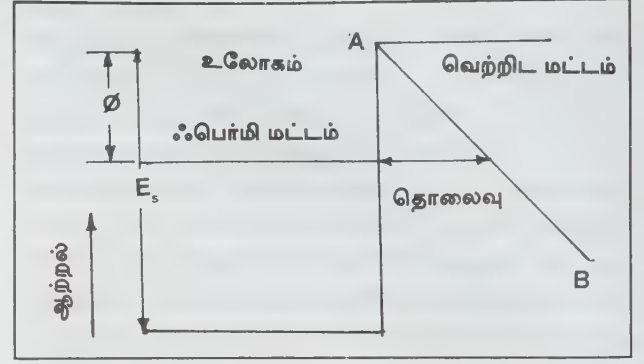 A
உலோகம்
வெற்றிட மட்டம்
Ø
ஃபெர்மி மட்டம்
Es
தொலைவு
ஆற்றல்
B